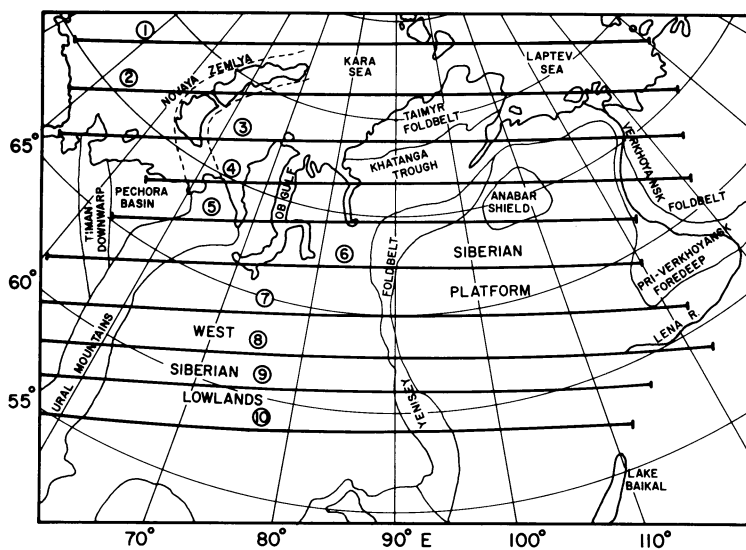 ①
②
NOVAYA ZEMLYA
KARA
SEA
LAPTEV
SEA
③
TAIMYR
FOLDBELT
65°
④
KHATANGA
TROUGH
VERKHOYANSK
FOLDBELT
PECHORA
BASIN
TIMAN
DOWNWARP
⑤
OB GULF
ANABAR
SHIELD
⑥
FOLDBELT
SIBERIAN
PLATFORM
PRI-VERKHOYANSK
FOREDEEP
60°
⑦
URAL MOUNTAINS
WEST
⑧
LENA R.
SIBERIAN
⑨
LOWLANDS
55°
⑩
YENISEY
LAKE
BAIKAL
70°
80°
90° E
100°
110°